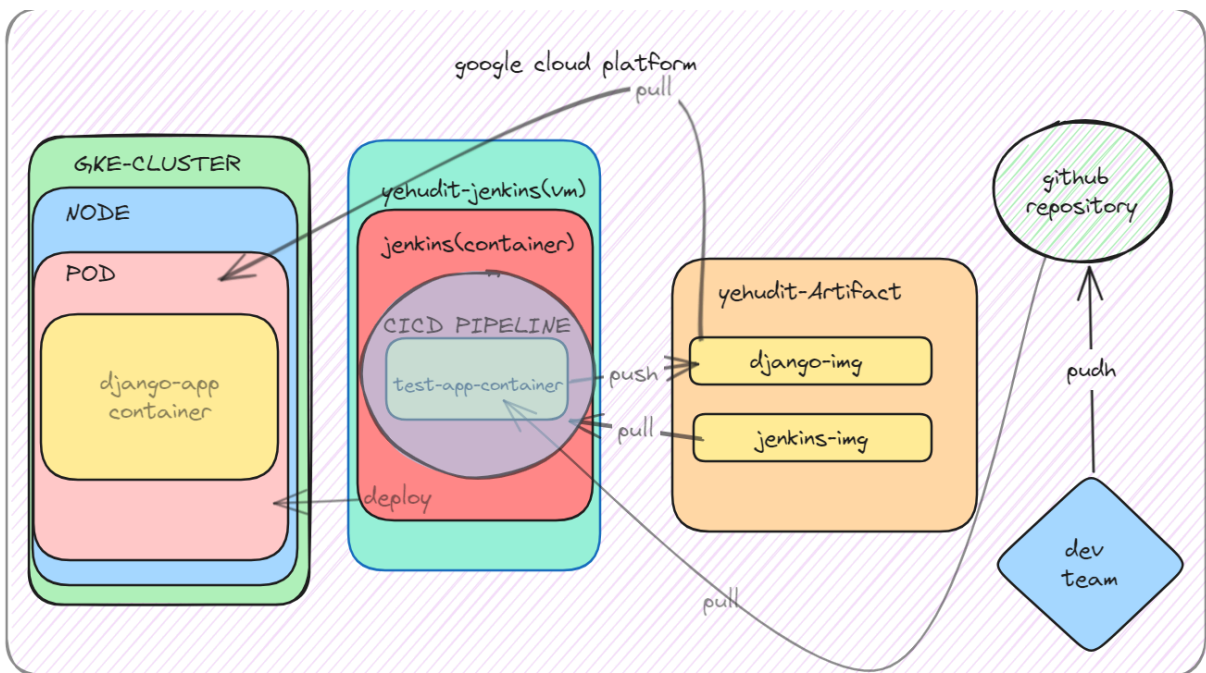 google cloud platform
pull
GKE-CLUSTER
NODE
POD
django-app
container
yehudit-jenkins(vm)
jenkins(container)
CICD PIPELINE
test-app-container
push
pull
deploy
yehudit-Artifact
django-img
jenkins-img
pull
github
repository
pudh
dev
team